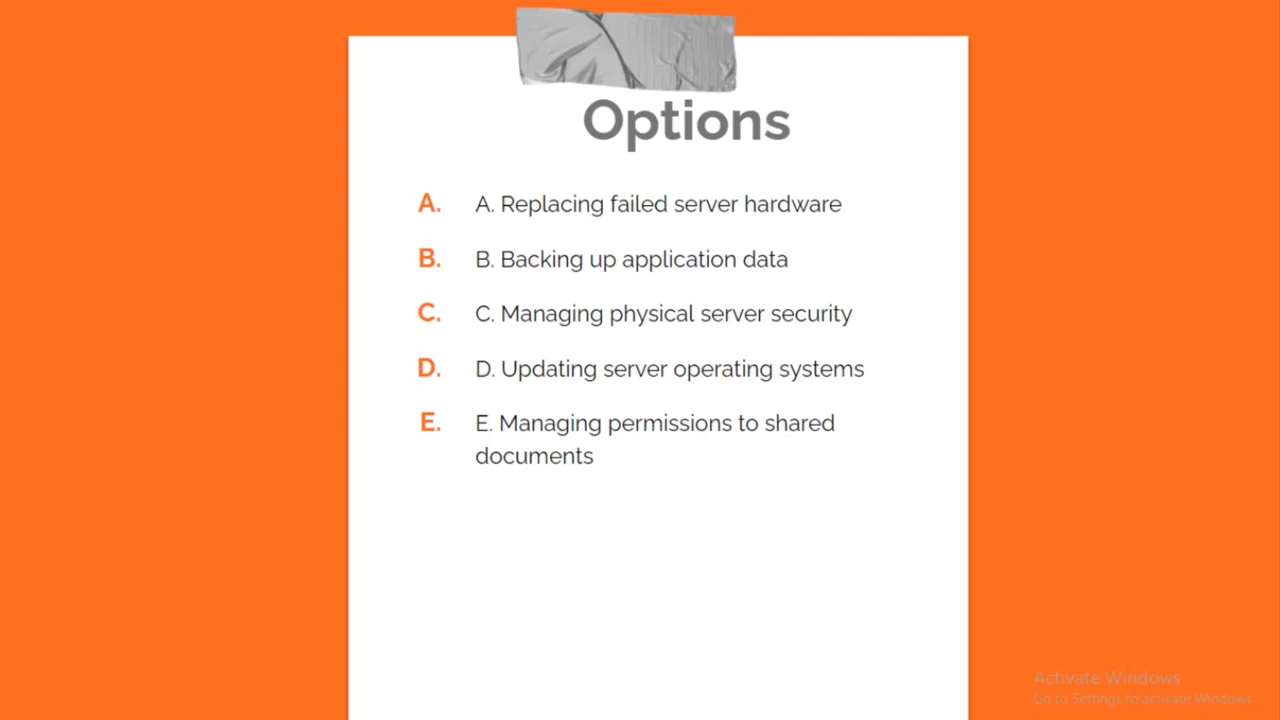 Options
A. A. Replacing failed server hardware
B. B. Backing up application data
C. C. Managing physical server security
D. D. Updating server operating systems
E. E. Managing permissions to shared
documents
Activate Windows
Go to Settings to activate Windows.